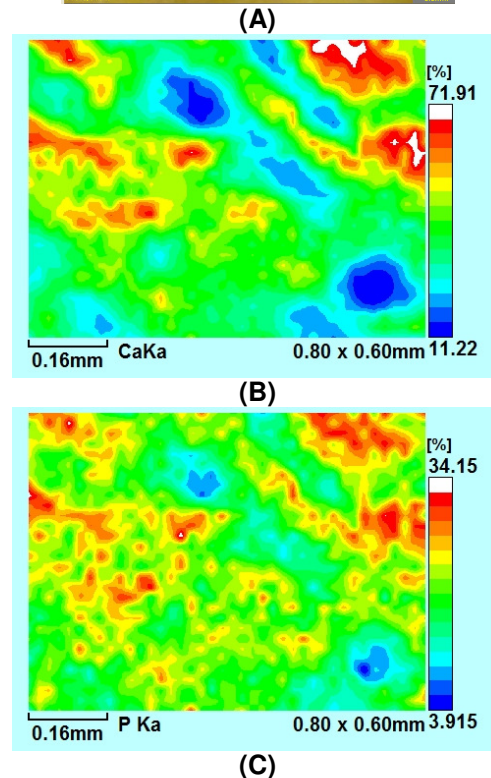 (A)
[%]
71.91
11.22
0.16mm CaKa 0.80 x 0.60mm
(B)
[%]
34.15
3.915
0.16mm P Ka 0.80 x 0.60mm
(C)